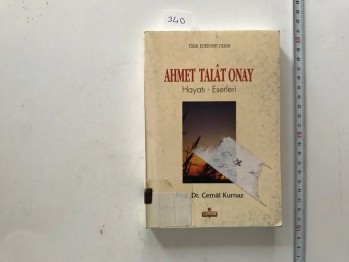 340
TÜRK EDEBİYATI DİZİSİ
AHMET TALÂT ONAY
Hayatı - Eserleri
Dr. Cemâl Kurnaz